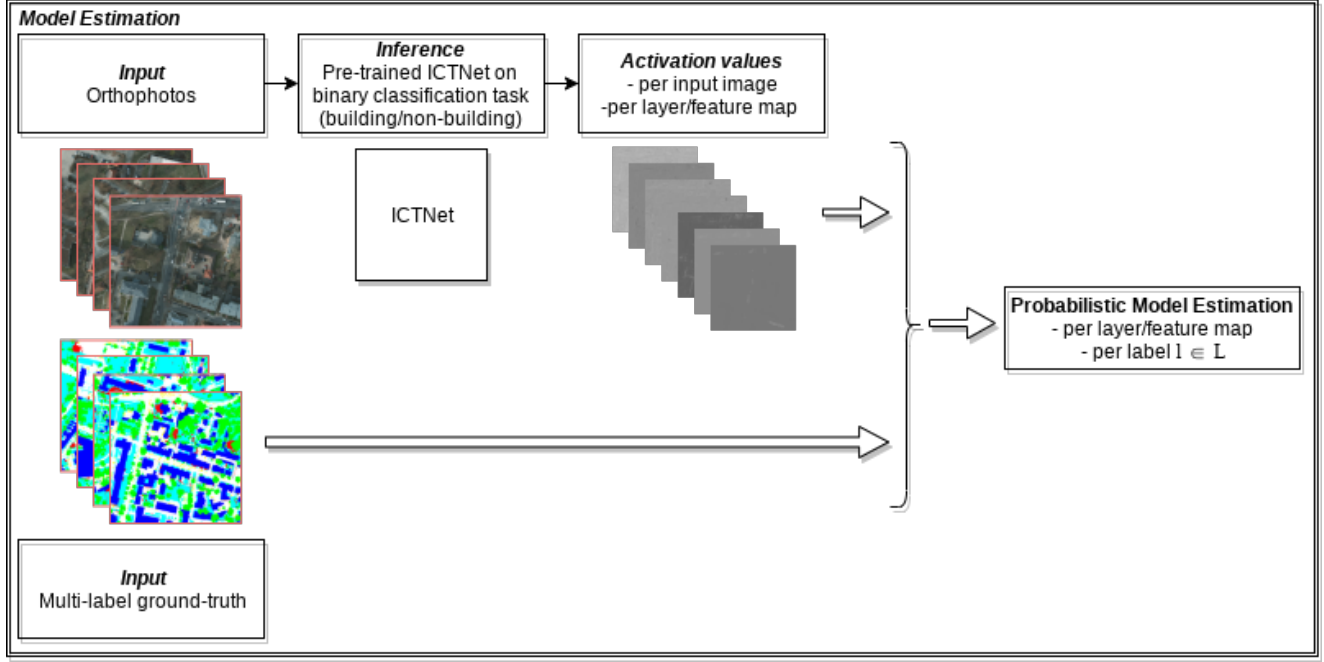 Model Estimation
Input
Orthophotos
Inference
Pre-trained ICTNet on
binary classification task
(building/non-building)
Activation values
- per input image
-per layer/feature map
ICTNet
Probabilistic Model Estimation
- per layer/feature map
- per label l ∈ L
Input
Multi-label ground-truth